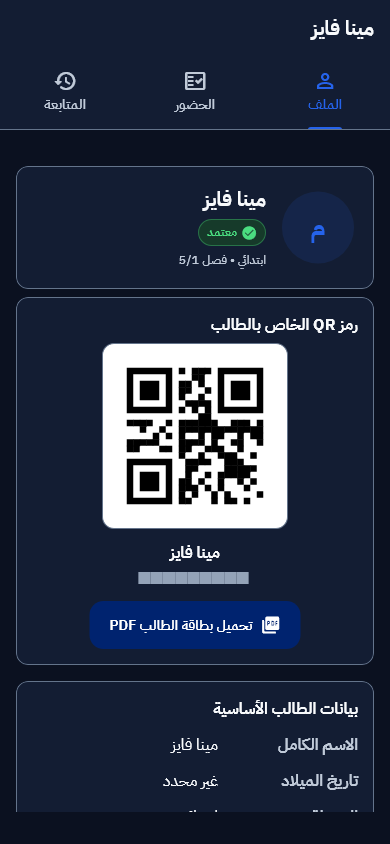 مينا فايز
الملف
الحضور
المتابعة
م
مينا فايز
معتمد
ابتدائي • فصل 5/1
رمز QR الخاص بالطالب
مينا فايز
تحميل بطاقة الطالب PDF
بيانات الطالب الأساسية
الاسم الكامل مينا فايز
تاريخ الميلاد غير محدد